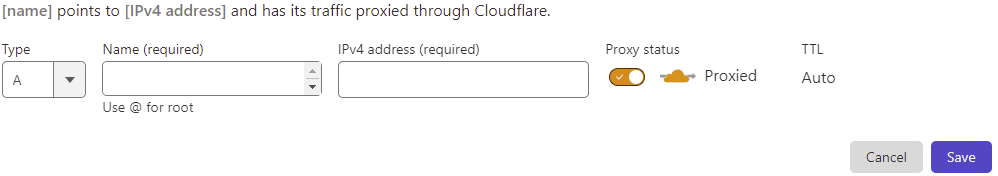 [name] points to [IPv4 address] and has its traffic proxied through Cloudflare.
Type Name (required) IPv4 address (required) Proxy status TTL
A Proxied Auto
Use @ for root
Cancel Save